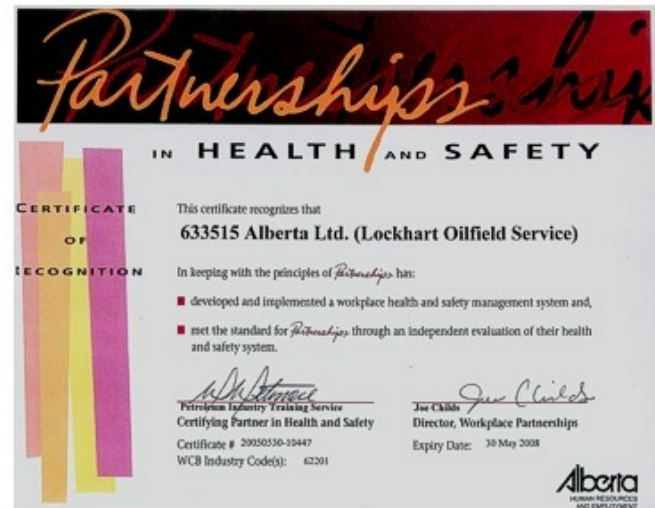 Partnerships
IN HEALTH AND SAFETY
CERTIFICATE
OF
RECOGNITION
This certificate recognizes that
633515 Alberta Ltd. (Lockhart Oilfield Service)
In keeping with the principles of Partnerships has:
developed and implemented a workplace health and safety management system and,
met the standard for Partnerships through an independent evaluation of their health
and safety system.
Petroleum Industry Training Service
Certifying Partner in Health and Safety
Certificate # 20050530-10447
WCB Industry Code(s): 62201
Joe Childs
Joe Childs
Director, Workplace Partnerships
Expiry Date: 30 May 2008
Alberta
HUMAN RESOURCES
AND EMPLOYMENT